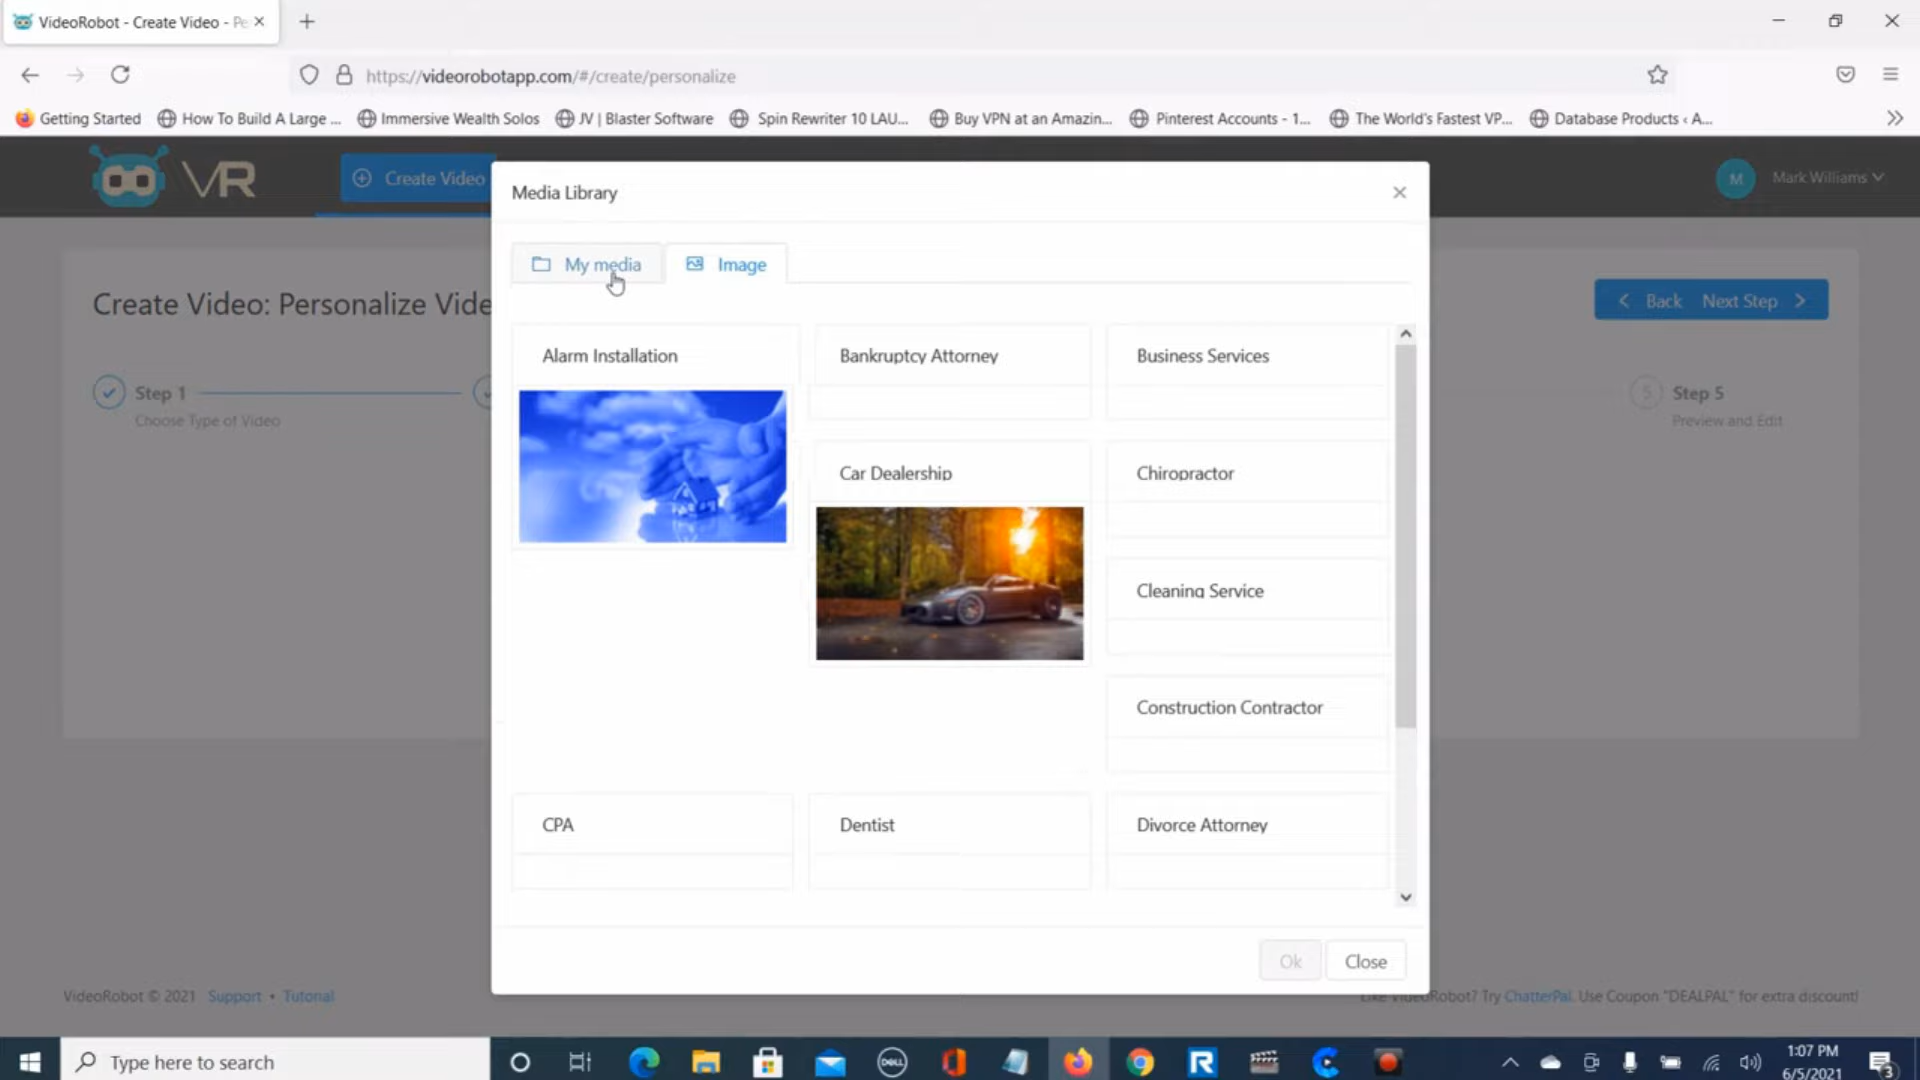 VideoRobot - Create Video - Pe
https://videorobotapp.com/#/create/personalize
Getting Started
How To Build A Large ...
Immersive Wealth Solos
JV | Blaster Software
Spin Rewriter 10 LAU...
Buy VPN at an Amazin...
Pinterest Accounts - 1...
The World's Fastest VP...
Database Products ‹ A...
VR
Create Video
M
Mark Williams
Media Library
My media
Image
Create Video: Personalize Vide
Back
Next Step
Step 1
Choose Type of Video
5
Step 5
Preview and Edit
Alarm Installation
Bankruptcy Attorney
Business Services
Car Dealership
Chiropractor
Cleaning Service
Construction Contractor
CPA
Dentist
Divorce Attorney
Ok
Close
VideoRobot © 2021 Support • Tutorial
Like VideoRobot? Try ChatterPal. Use Coupon "DEALPAL" for extra discount!
Type here to search
DELL
R
1:07 PM
6/5/2021
3